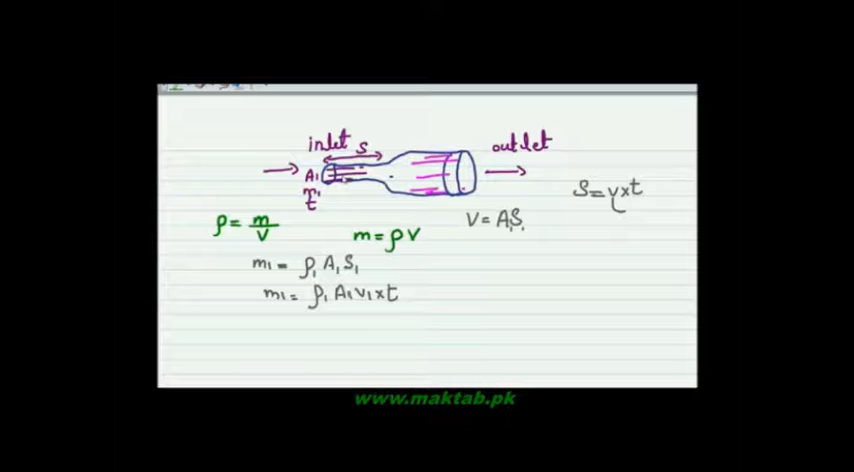 inlet S outlet
A₁
t
S = v x t
V = A₁S₁
ρ = m/V
m = ρV
m₁ = ρ₁ A₁ S₁
m₁ = ρ₁ A₁ v₁ x t
www.maktab.pk